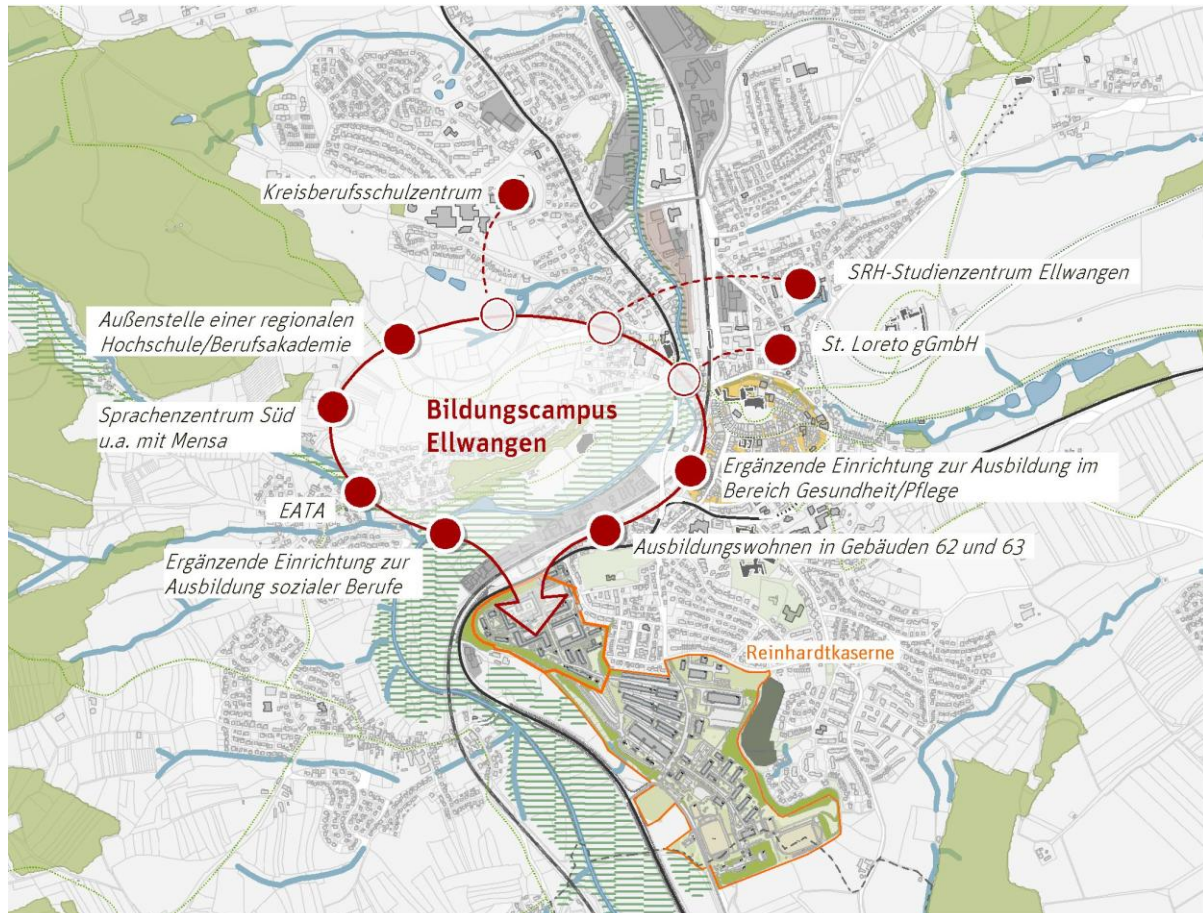 Kreisberufsschulzentrum
SRH-Studienzentrum Ellwangen
Außenstelle einer regionalen
Hochschule/Berufsakademie
St. Loreto gGmbH
Sprachenzentrum Süd
u.a. mit Mensa
Bildungscampus
Ellwangen
Ergänzende Einrichtung zur Ausbildung im
Bereich Gesundheit/Pflege
EATA
Ausbildungswohnen in Gebäuden 62 und 63
Ergänzende Einrichtung zur
Ausbildung sozialer Berufe
Reinhardtkaserne